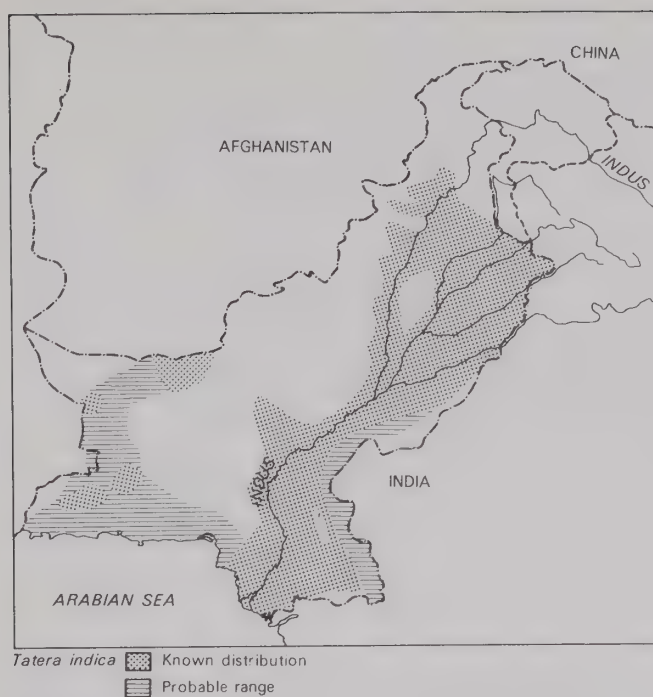 CHINA
AFGHANISTAN
INDUS
INDUS
INDIA
ARABIAN SEA
Tatera indica Known distribution
Probable range